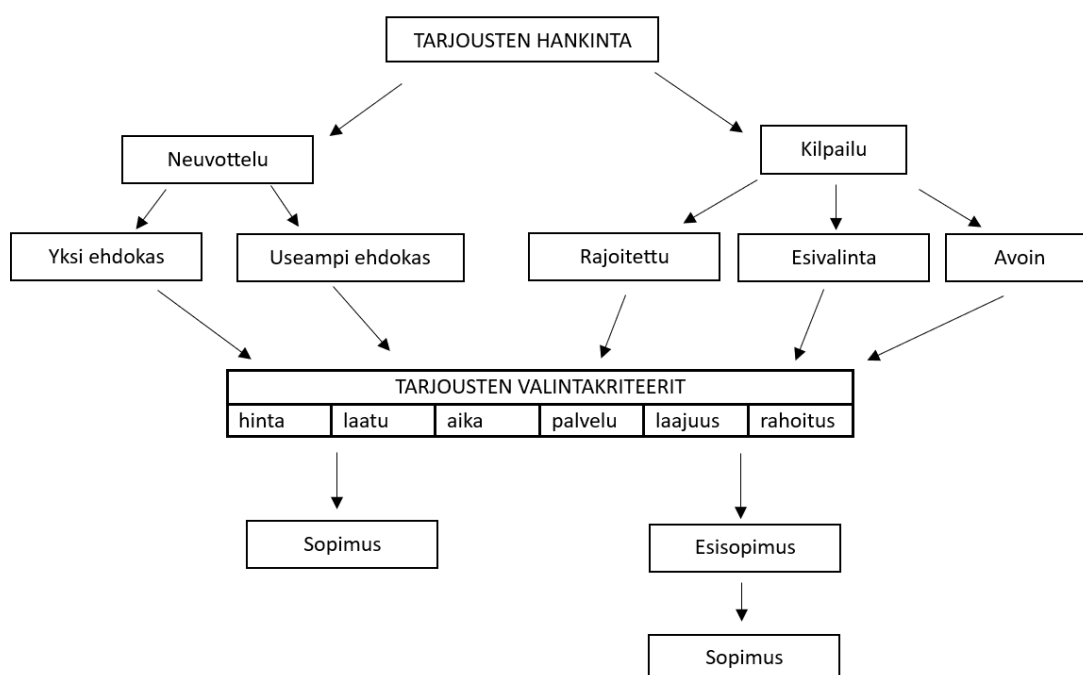 TARJOUSTEN HANKINTA
Neuvottelu
Kilpailu
Yksi ehdokas
Useampi ehdokas
Rajoitettu
Esivalinta
Avoin
TARJOUSTEN VALINTAKRITEERIT
hinta laatu aika palvelu laajuus rahoitus
Sopimus
Esisopimus
Sopimus